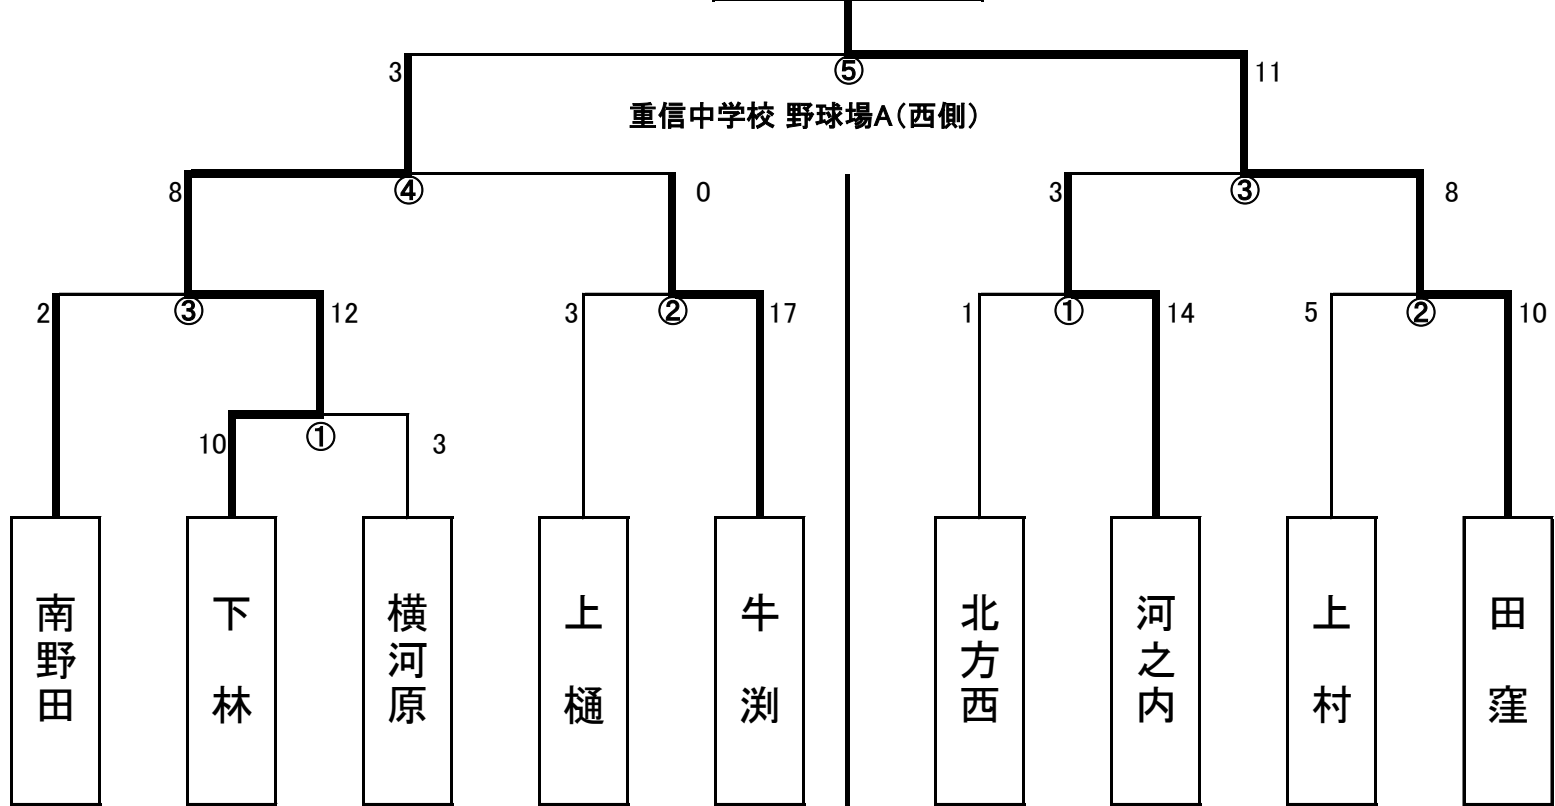 3 ⑤ 11
重信中学校 野球場A（西側）
8 ④ 0 3 ③ 8
2 ③ 12 3 ② 17 1 ① 14 5 ② 10
10 ① 3
南野田
下林
横河原
上樋
牛渕
北方西
河之内
上村
田窪